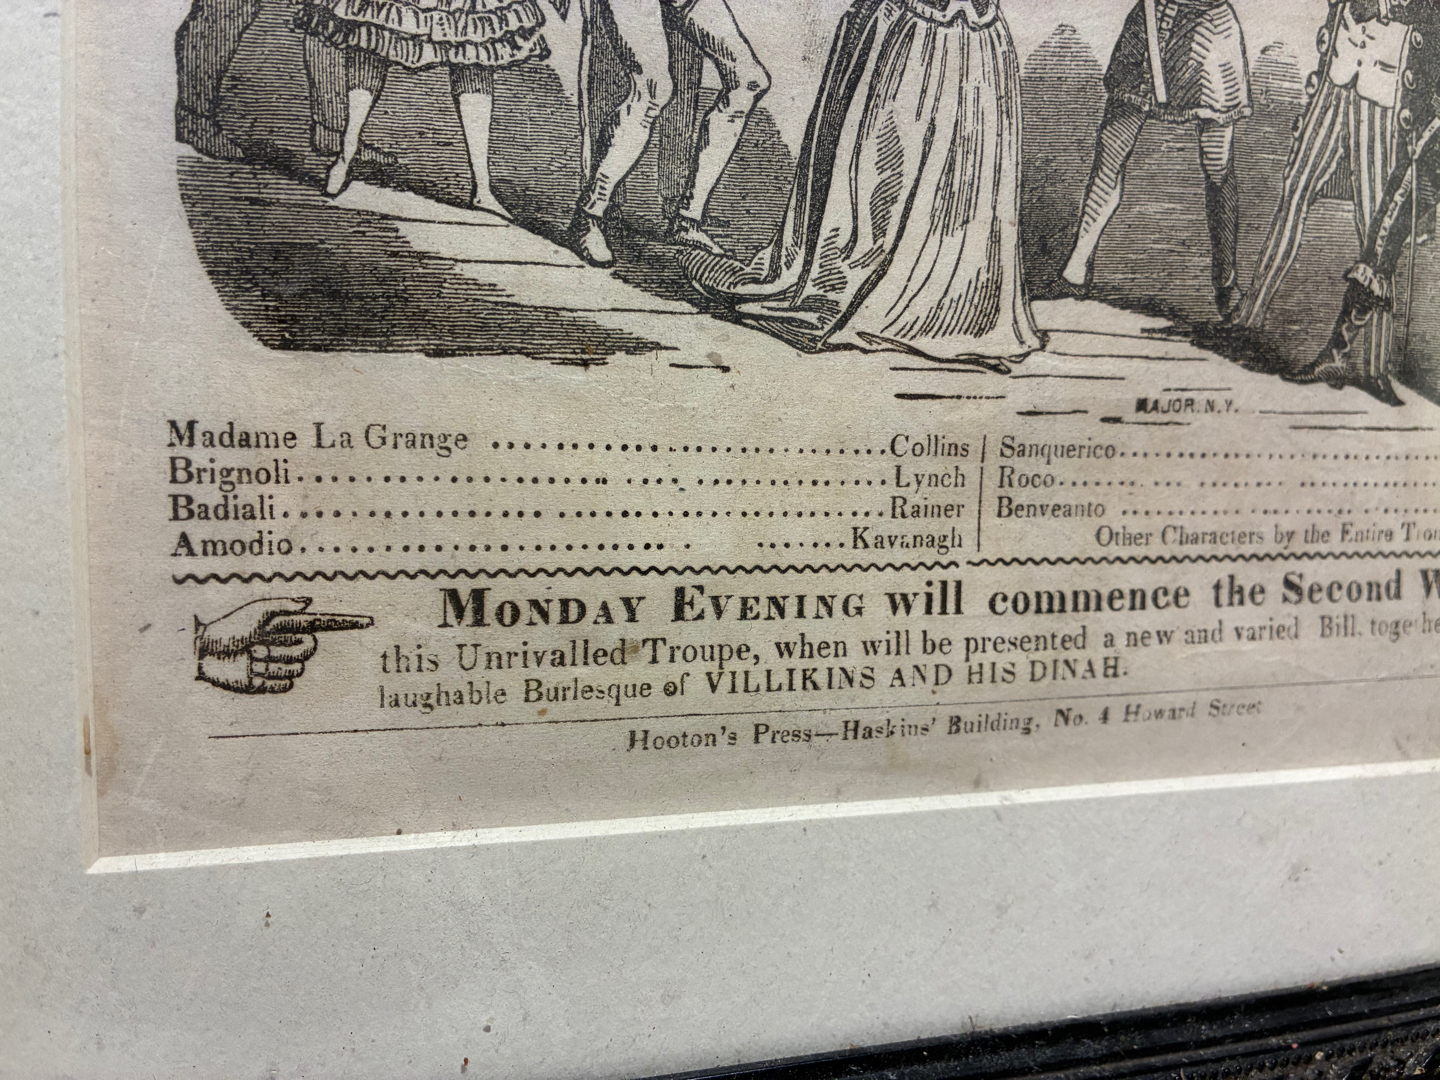 MAJOR. N. Y.
Madame La Grange ................................Collins | Sanquerico........................
Brignoli................................Lynch | Roco........................
Badiali................................Rainer | Benveanto ........................
Amodio................................Kavanagh | Other Characters by the Entire
MONDAY EVENING will commence the Second
this Unrivalled Troupe, when will be presented a new and varied Bill, togethe
laughable Burlesque of VILLIKINS AND HIS DINAH.
Hooton's Press—Haskins' Building, No. 4 Howard Street